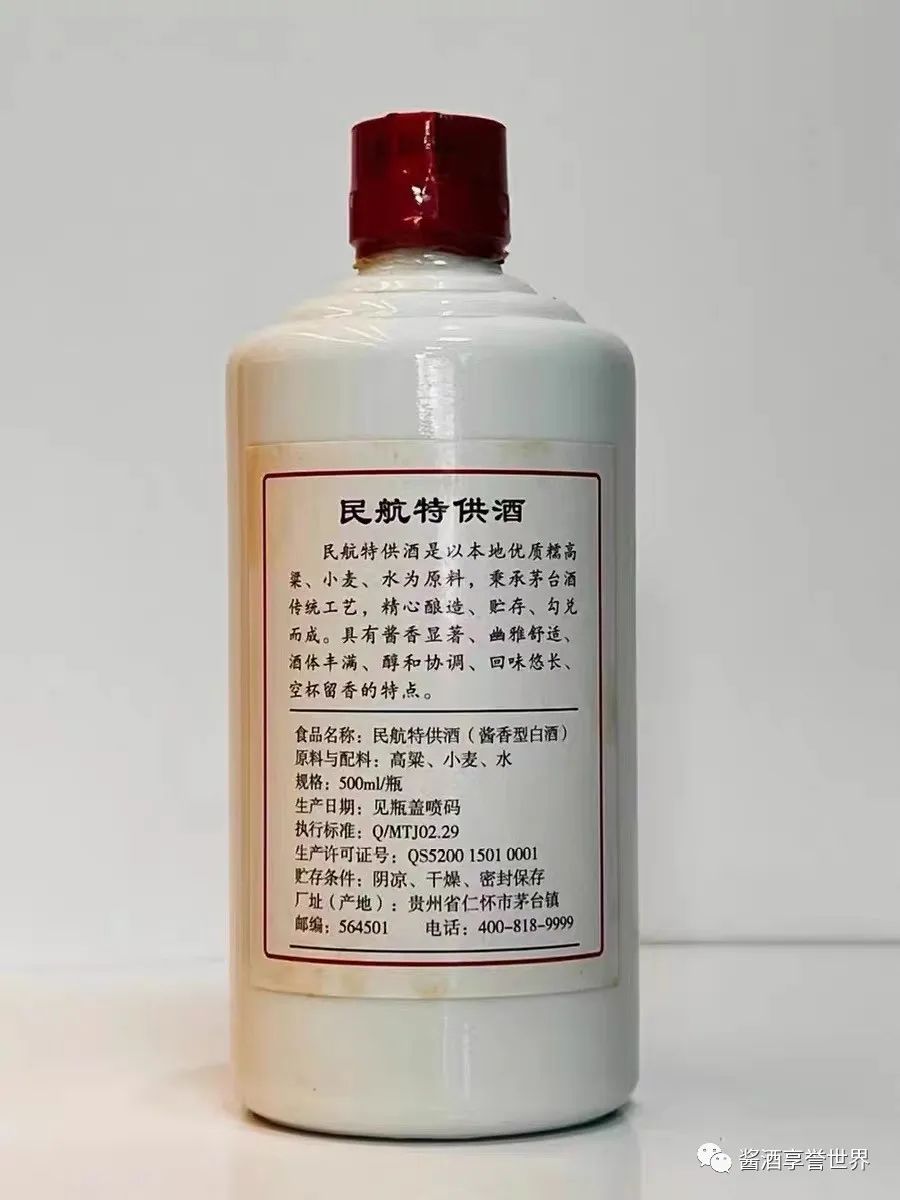 民航特供酒
民航特供酒是以本地优质糯高
粱、小麦、水为原料，秉承茅台酒
传统工艺，精心酿造、贮存、勾兑
而成。具有酱香显著、幽雅舒适、
酒体丰满、醇和协调、回味悠长、
空杯留香的特点。
食品名称：民航特供酒（酱香型白酒）
原料与配料：高粱、小麦、水
规格：500ml/瓶
生产日期：见瓶盖喷码
执行标准：Q/MTJ02.29
生产许可证号：QS5200 1501 0001
贮存条件：阴凉、干燥、密封保存
厂址（产地）：贵州省仁怀市茅台镇
邮编：564501 电话：400-818-9999
酱酒享誉世界